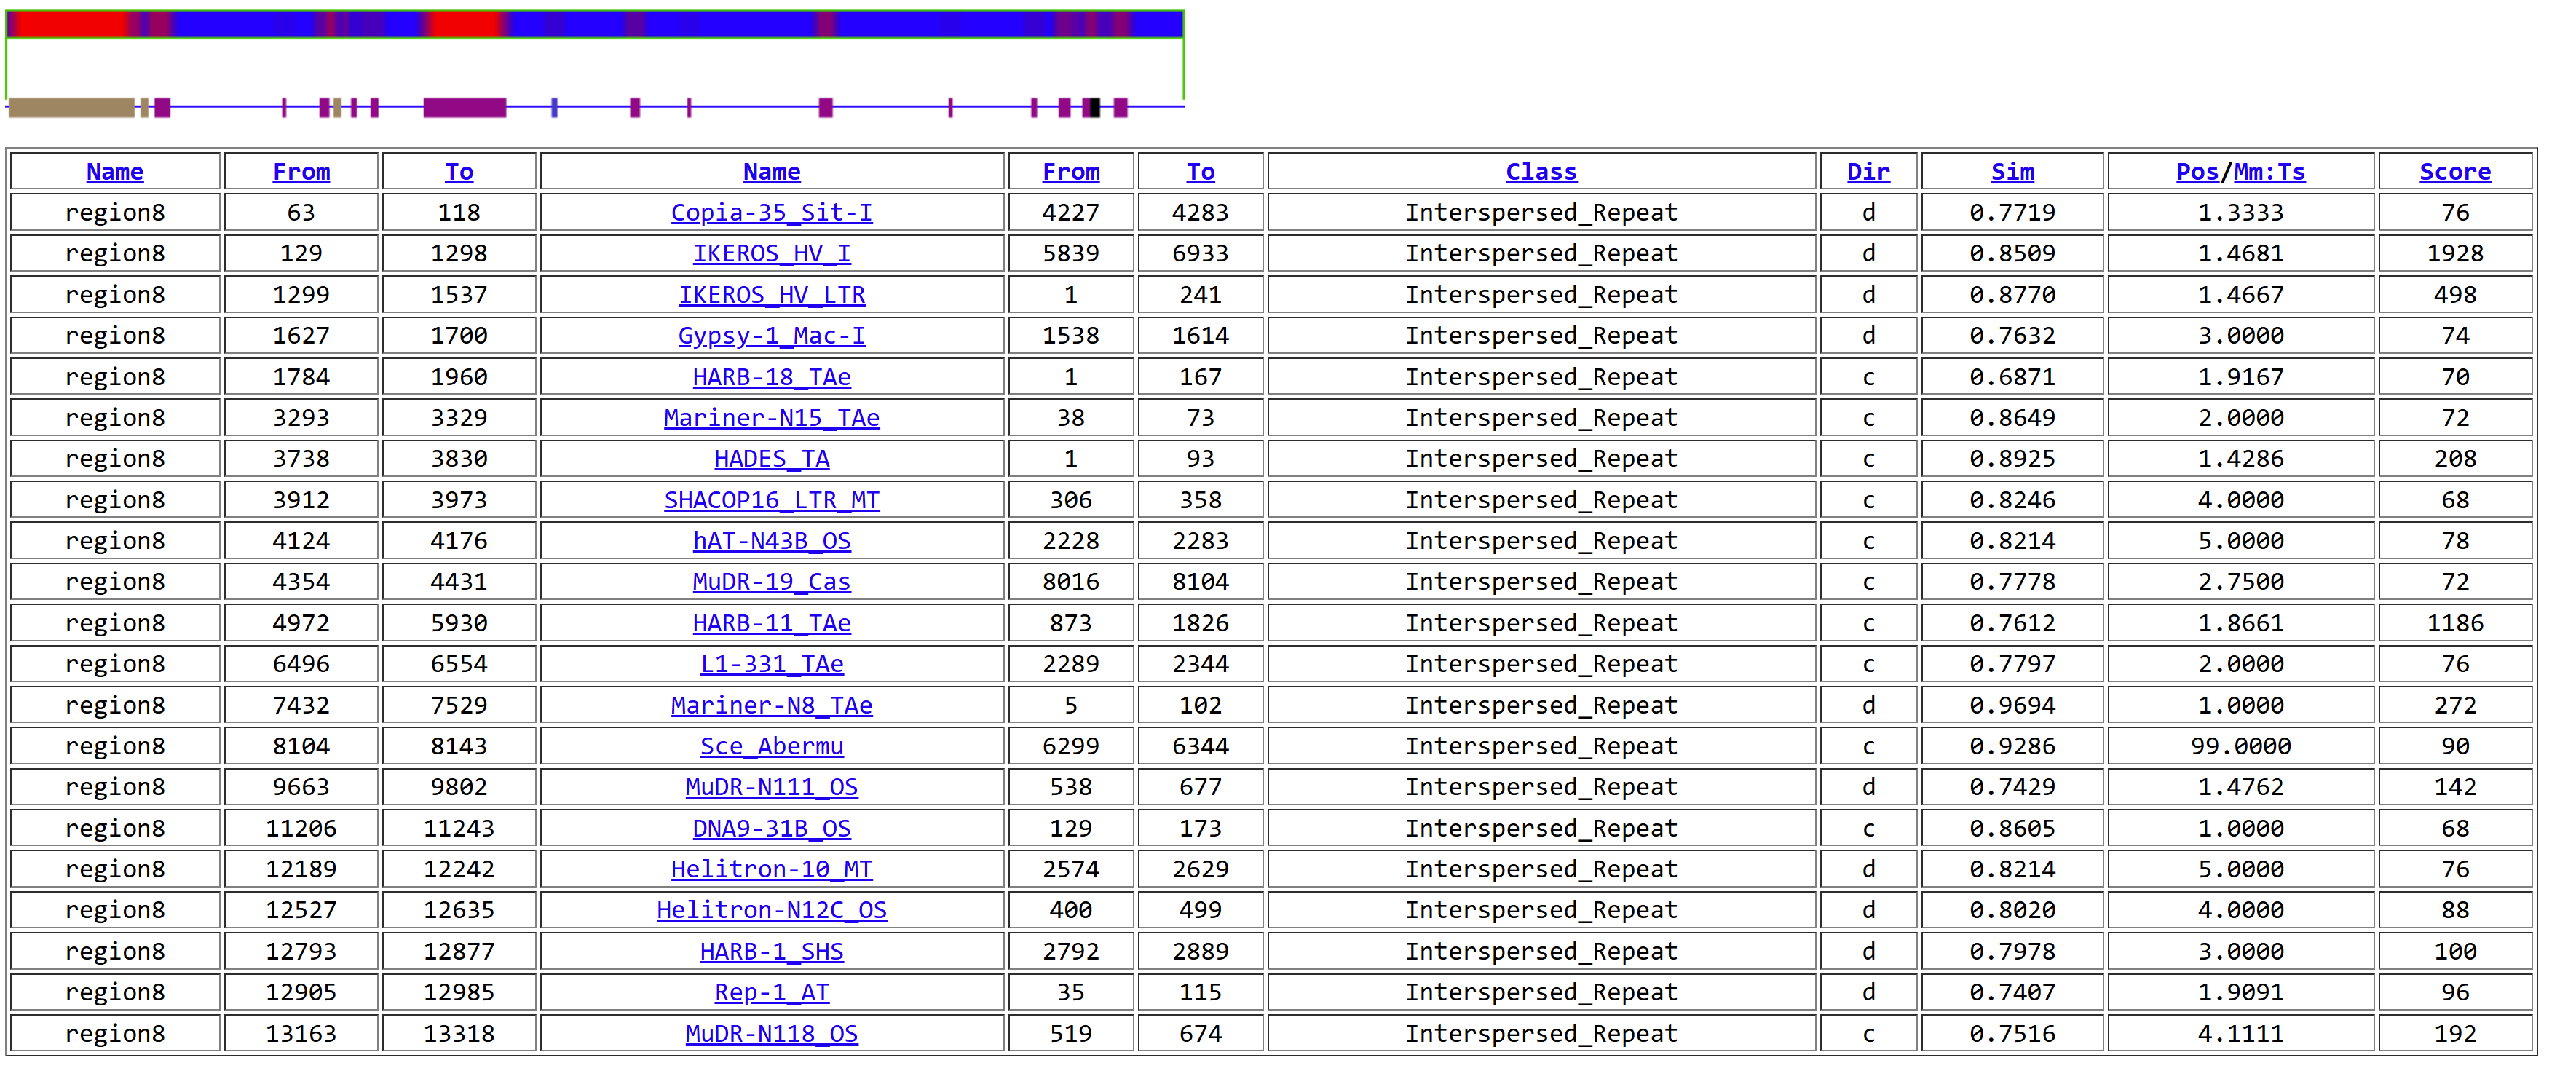 Name From To Name From To Class Dir Sim Pos/Mm:Ts Score
region8 63 118 Copia-35_Sit-I 4227 4283 Interspersed_Repeat d 0.7719 1.3333 76
region8 129 1298 IKEROS_HV_I 5839 6933 Interspersed_Repeat d 0.8509 1.4681 1928
region8 1299 1537 IKEROS_HV_LTR 1 241 Interspersed_Repeat d 0.8770 1.4667 498
region8 1627 1700 Gypsy-1_Mac-I 1538 1614 Interspersed_Repeat d 0.7632 3.0000 74
region8 1784 1960 HARB-18_TAe 1 167 Interspersed_Repeat c 0.6871 1.9167 70
region8 3293 3329 Mariner-N15_TAe 38 73 Interspersed_Repeat c 0.8649 2.0000 72
region8 3738 3830 HADES_TA 1 93 Interspersed_Repeat c 0.8925 1.4286 208
region8 3912 3973 SHACOP16_LTR_MT 306 358 Interspersed_Repeat c 0.8246 4.0000 68
region8 4124 4176 hAT-N43B_OS 2228 2283 Interspersed_Repeat c 0.8214 5.0000 78
region8 4354 4431 MuDR-19_Cas 8016 8104 Interspersed_Repeat c 0.7778 2.7500 72
region8 4972 5930 HARB-11_TAe 873 1826 Interspersed_Repeat c 0.7612 1.8661 1186
region8 6496 6554 L1-331_TAe 2289 2344 Interspersed_Repeat c 0.7797 2.0000 76
region8 7432 7529 Mariner-N8_TAe 5 102 Interspersed_Repeat d 0.9694 1.0000 272
region8 8104 8143 Sce_Abermu 6299 6344 Interspersed_Repeat c 0.9286 99.0000 90
region8 9663 9802 MuDR-N111_OS 538 677 Interspersed_Repeat d 0.7429 1.4762 142
region8 11206 11243 DNA9-31B_OS 129 173 Interspersed_Repeat c 0.8605 1.0000 68
region8 12189 12242 Helitron-10_MT 2574 2629 Interspersed_Repeat d 0.8214 5.0000 76
region8 12527 12635 Helitron-N12C_OS 400 499 Interspersed_Repeat d 0.8020 4.0000 88
region8 12793 12877 HARB-1_SHS 2792 2889 Interspersed_Repeat d 0.7978 3.0000 100
region8 12905 12985 Rep-1_AT 35 115 Interspersed_Repeat d 0.7407 1.9091 96
region8 13163 13318 MuDR-N118_OS 519 674 Interspersed_Repeat c 0.7516 4.1111 192